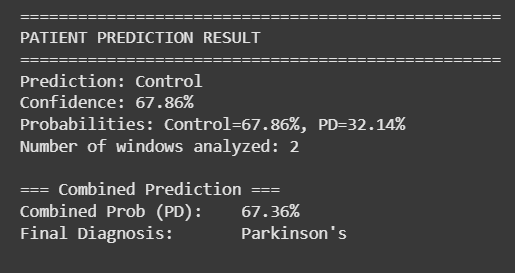 ==================================================
PATIENT PREDICTION RESULT
==================================================
Prediction: Control
Confidence: 67.86%
Probabilities: Control=67.86%, PD=32.14%
Number of windows analyzed: 2
=== Combined Prediction ===
Combined Prob (PD):    67.36%
Final Diagnosis:       Parkinson's